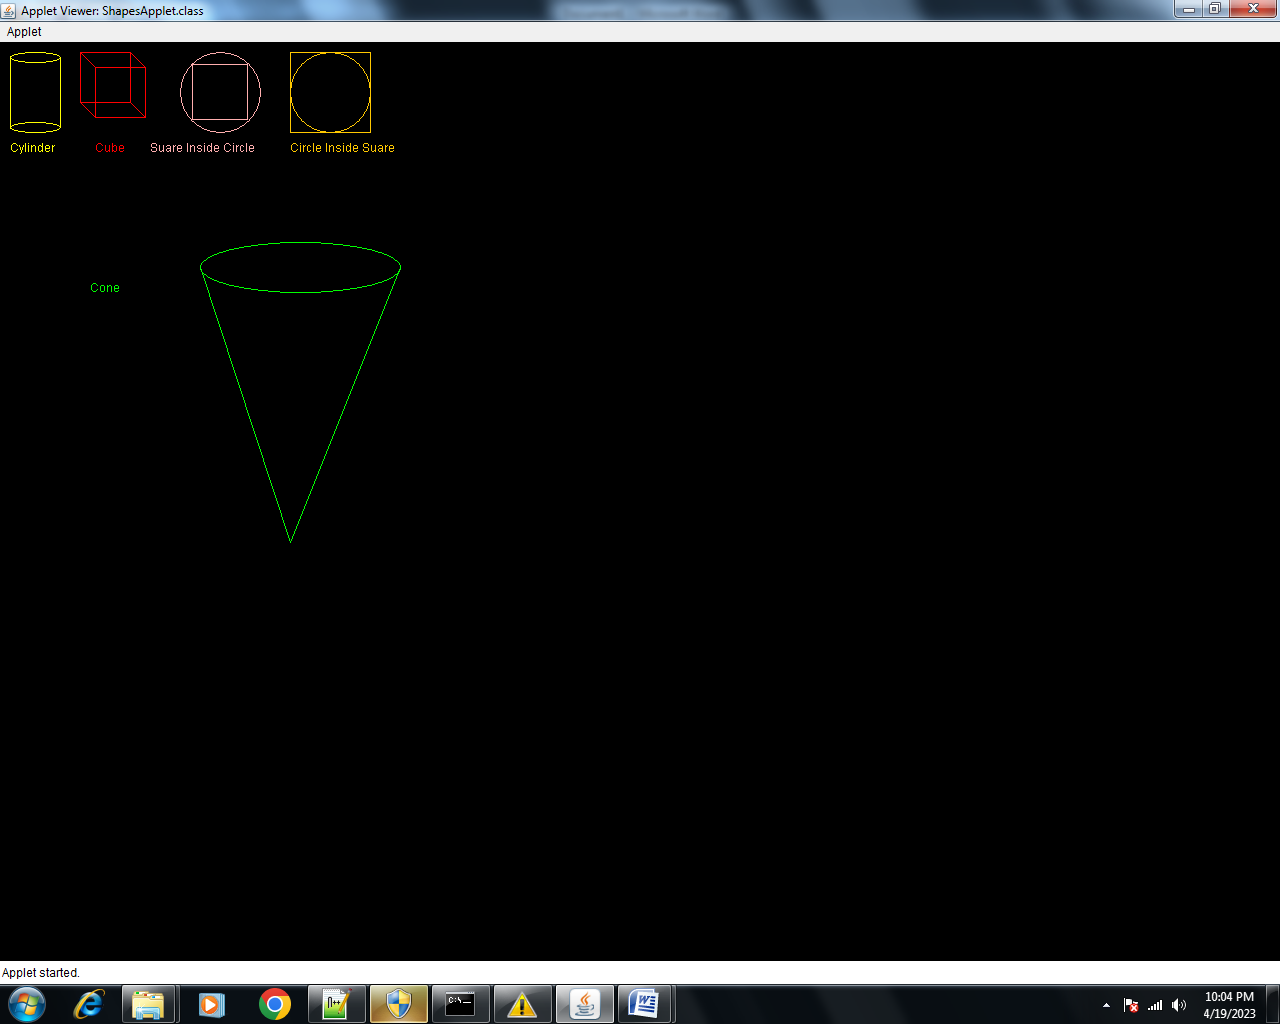 Applet Viewer: ShapesApplet.class
Applet
Cylinder
Cube
Suare Inside Circle
Circle Inside Suare
Cone
Applet started.
C:\_
10:04 PM
4/19/2023